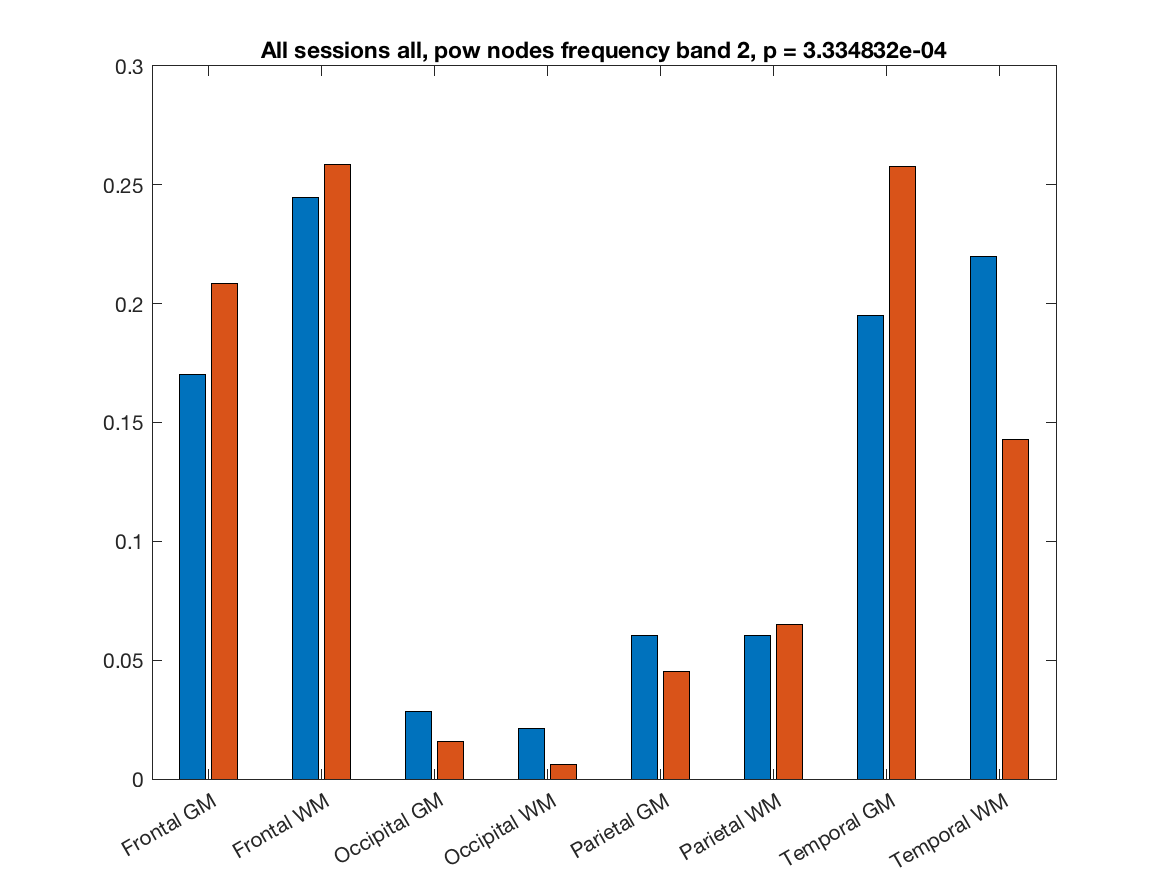 All sessions all, pow nodes frequency band 2, p = 3.334832e-04
0.3
0.25
0.2
0.15
0.1
0.05
0
Frontal GM
Frontal WM
Occipital GM
Occipital WM
Parietal GM
Parietal WM
Temporal GM
Temporal WM